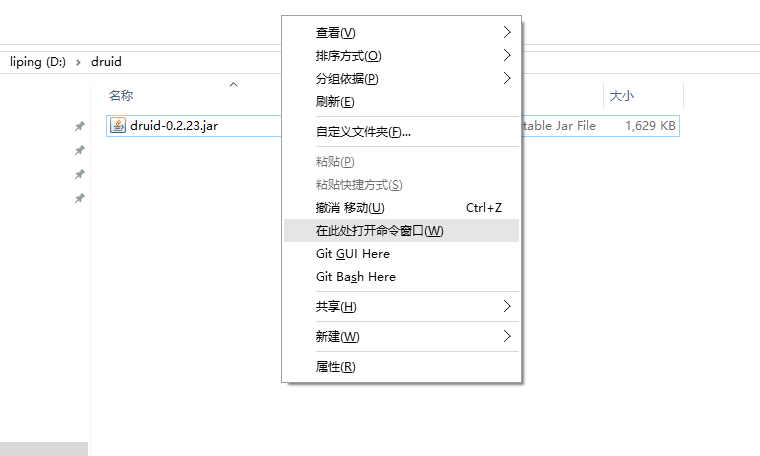 查看(V)
排序方式(O)
分组依据(P)
刷新(E)
自定义文件夹(F)...
粘贴(P)
粘贴快捷方式(S)
撤消 移动(U) Ctrl+Z
在此处打开命令窗口(W)
Git GUI Here
Git Bash Here
共享(H)
新建(W)
属性(R)
liping (D:) > druid
名称 大小
druid-0.2.23.jar table Jar File 1,629 KB